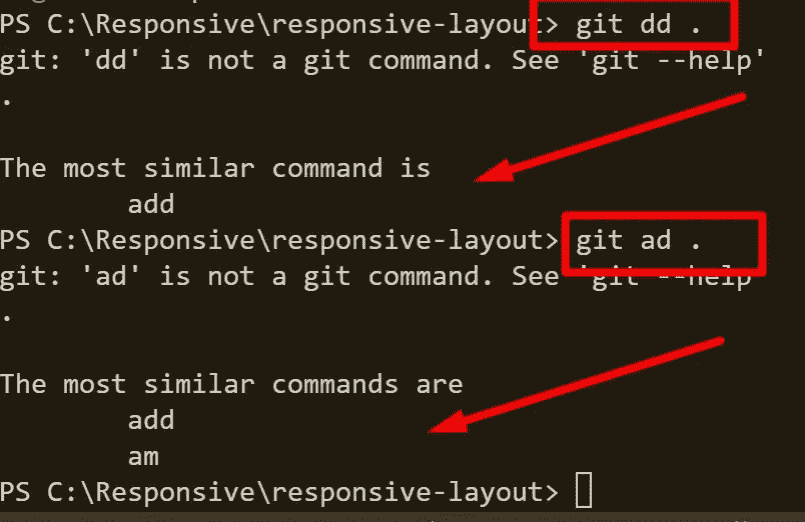 PS C:\Responsive\responsive-layout> git dd .
git: 'dd' is not a git command. See 'git --help'
.
The most similar command is
add
PS C:\Responsive\responsive-layout> git ad .
git: 'ad' is not a git command. See 'git --help'
.
The most similar commands are
add
am
PS C:\Responsive\responsive-layout>